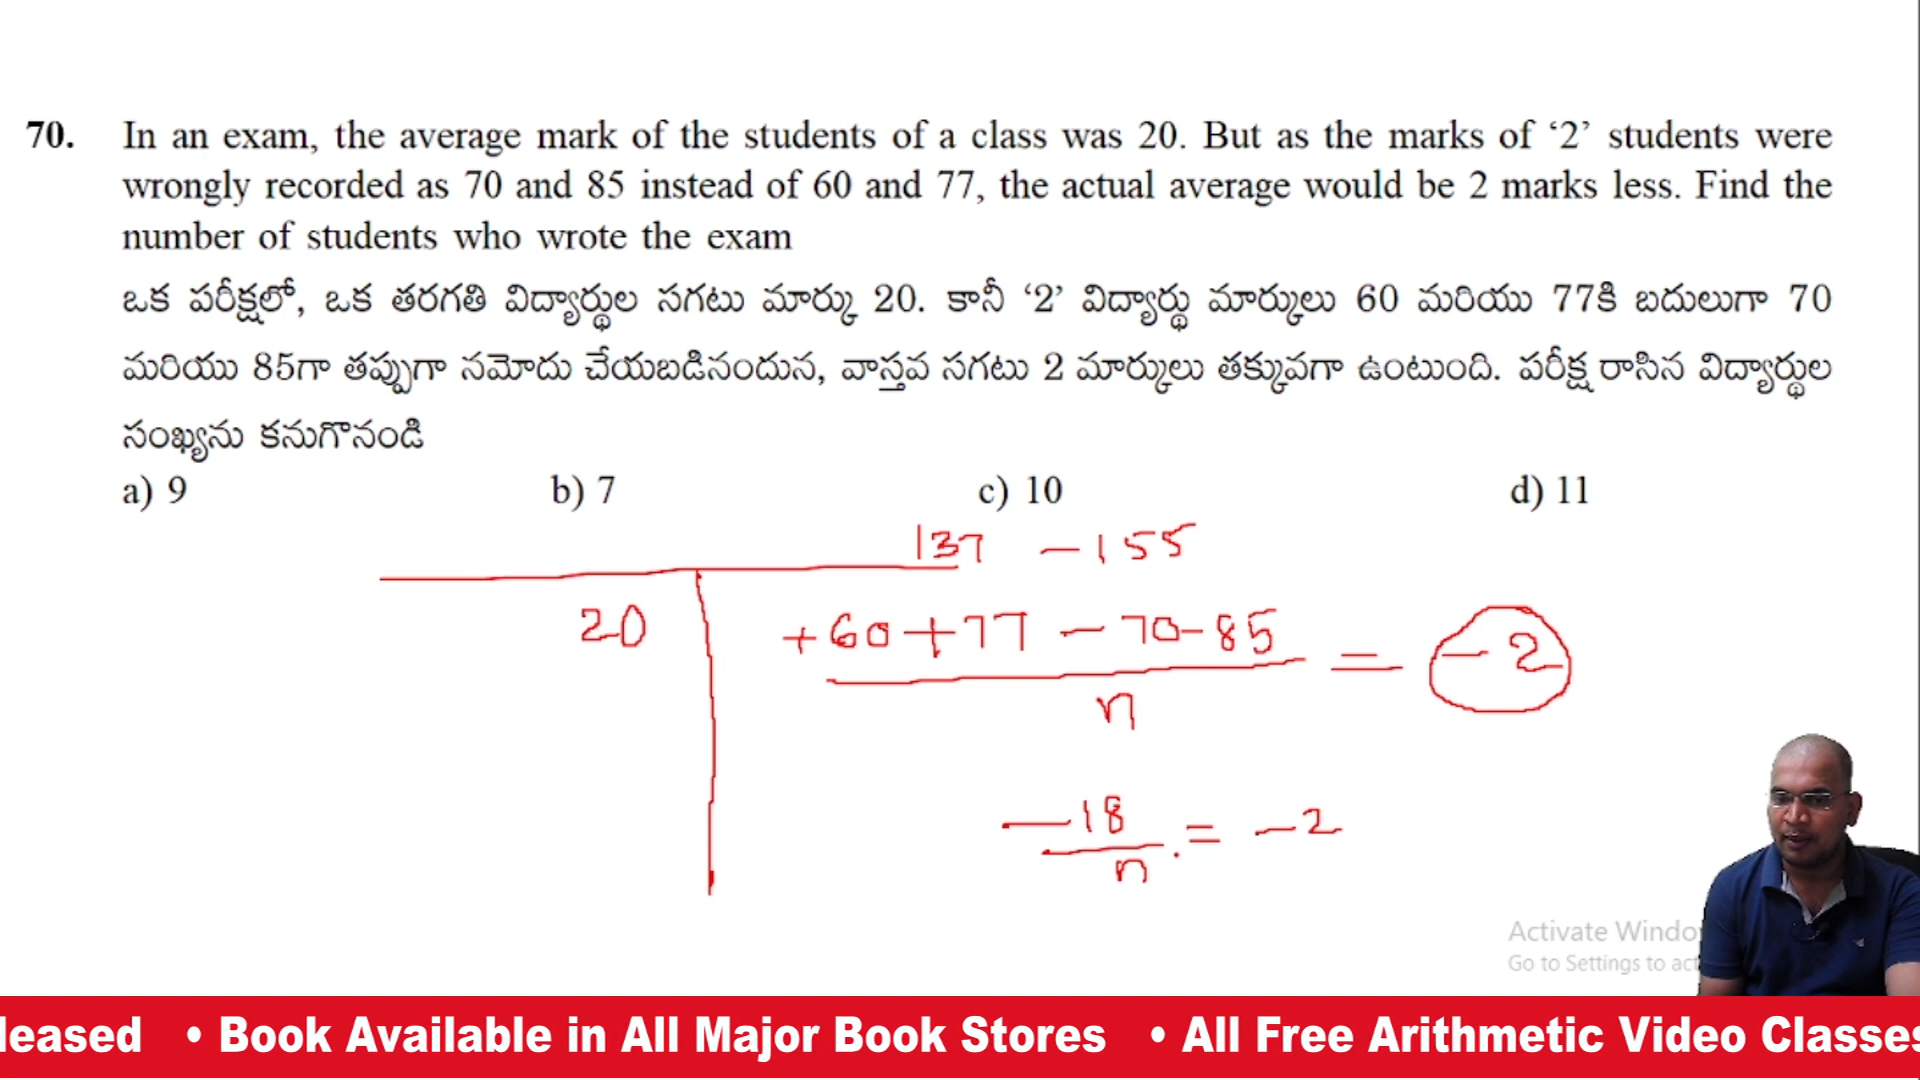 70. In an exam, the average mark of the students of a class was 20. But as the marks of ‘2’ students were
wrongly recorded as 70 and 85 instead of 60 and 77, the actual average would be 2 marks less. Find the
number of students who wrote the exam
ఒక పరీక్షలో, ఒక తరగతి విద్యార్థుల సగటు మార్కు 20. కానీ ‘2’ విద్యార్థు మార్కులు 60 మరియు 77కి బదులుగా 70
మరియు 85గా తప్పుగా నమోదు చేయబడినందున, వాస్తవ సగటు 2 మార్కులు తక్కువగా ఉంటుంది. పరీక్ష రాసిన విద్యార్థుల
సంఖ్యను కనుగొనండి
a) 9 b) 7 c) 10 d) 11
137 - 155
20 +60+77 - 70-85 = -2
n
-18 = -2
n
Activate Windo
Go to Settings to act
leased • Book Available in All Major Book Stores • All Free Arithmetic Video Classes